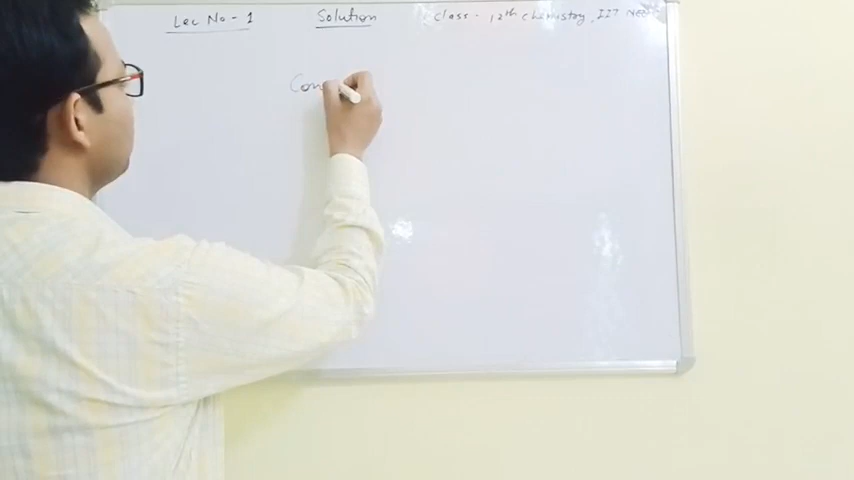 Lec No - 1 Solution Class - 12th Chemistry, IIT NEET
Con